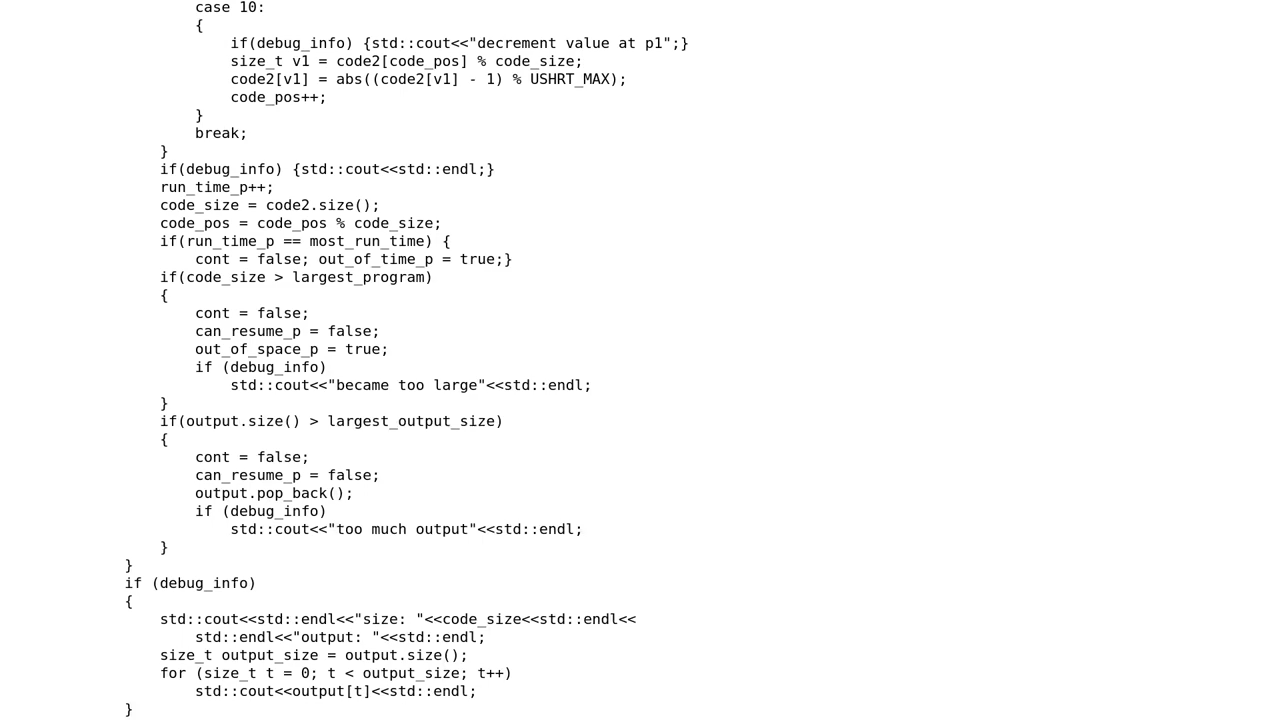 case 10:
{
if(debug_info) {std::cout<<"decrement value at p1";}
size_t v1 = code2[code_pos] % code_size;
code2[v1] = abs((code2[v1] - 1) % USHRT_MAX);
code_pos++;
}
break;
}
if(debug_info) {std::cout<<std::endl;}
run_time_p++;
code_size = code2.size();
code_pos = code_pos % code_size;
if(run_time_p == most_run_time) {
cont = false; out_of_time_p = true;}
if(code_size > largest_program)
{
cont = false;
can_resume_p = false;
out_of_space_p = true;
if (debug_info)
std::cout<<"became too large"<<std::endl;
}
if(output.size() > largest_output_size)
{
cont = false;
can_resume_p = false;
output.pop_back();
if (debug_info)
std::cout<<"too much output"<<std::endl;
}
}
if (debug_info)
{
std::cout<<std::endl<<"size: "<<code_size<<std::endl<<
std::endl<<"output: "<<std::endl;
size_t output_size = output.size();
for (size_t t = 0; t < output_size; t++)
std::cout<<output[t]<<std::endl;
}